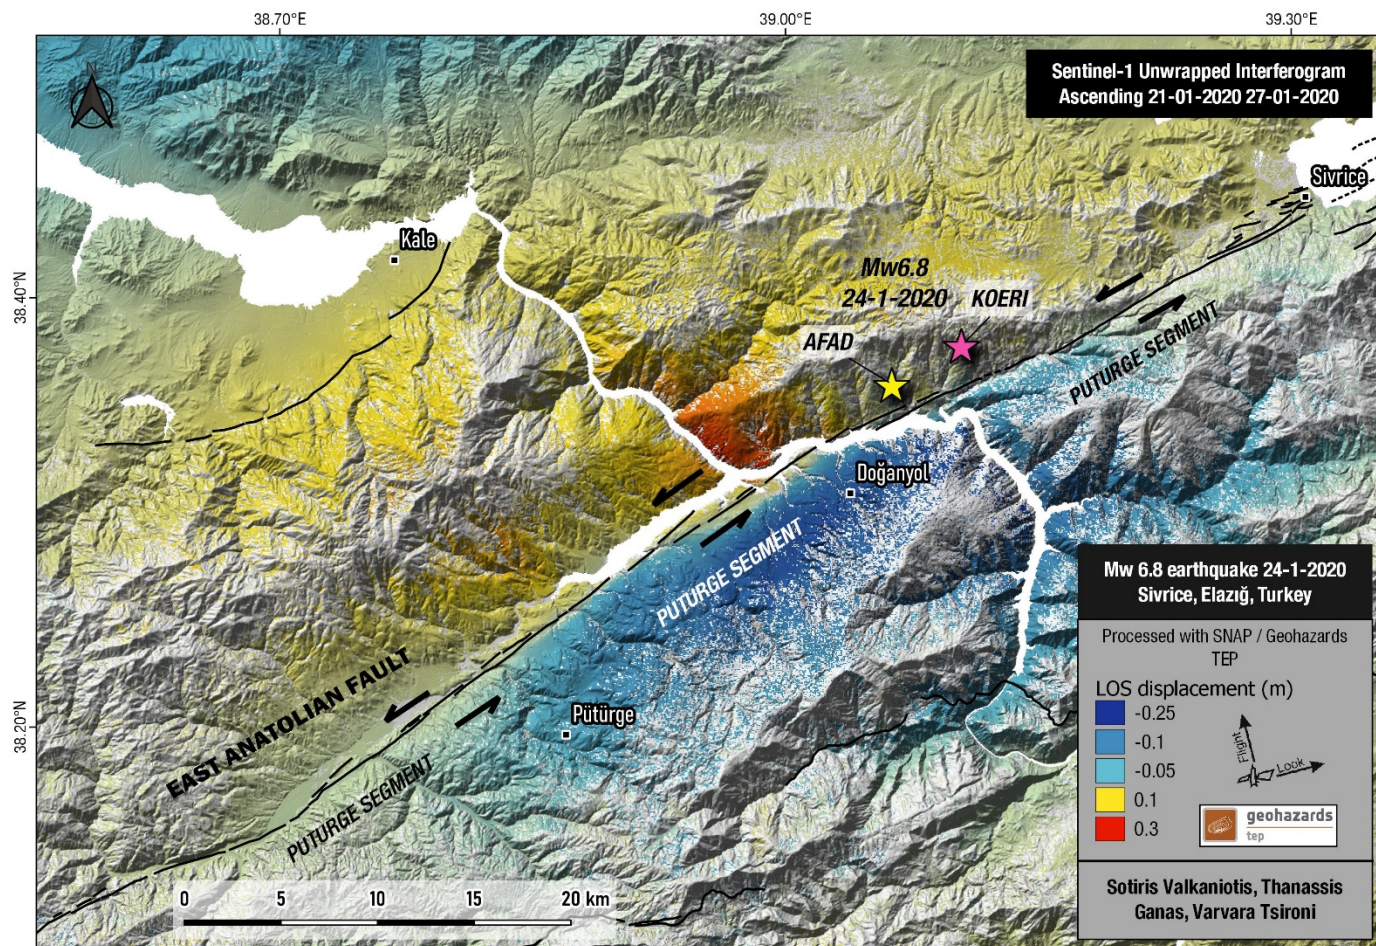 38.70°E
39.00°E
39.30°E
N
Sentinel-1 Unwrapped Interferogram
Ascending 21-01-2020 27-01-2020
Sivrice
Kale
38.40°N
Mw6.8
24-1-2020
KOERI
AFAD
PUTURGE SEGMENT
Doğanyol
PUTURGE SEGMENT
EAST ANATOLIAN FAULT
Pütürge
38.20°N
PUTURGE SEGMENT
0 5 10 15 20 km
Mw 6.8 earthquake 24-1-2020
Sivrice, Elazığ, Turkey
Processed with SNAP / Geohazards
TEP
LOS displacement (m)
-0.25
-0.1
-0.05
0.1
0.3
Flight
Look
geohazards
tep
Sotiris Valkaniotis, Thanassis
Ganas, Varvara Tsironi